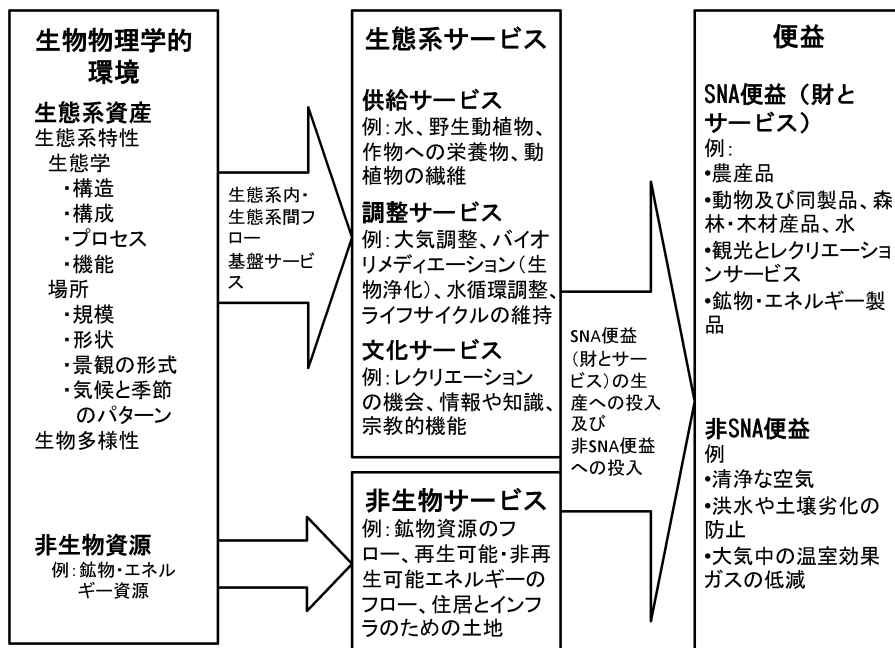 生物物理学的
環境
生態系資産
生態系特性
生態学
・構造
・構成
・プロセス
・機能
場所
・規模
・形状
・景観の形式
・気候と季節
のパターン
生物多様性
非生物資源
例：鉱物・エネル
ギー資源
生態系内・
生態系間フ
ロー
基盤サービ
ス
生態系サービス
供給サービス
例：水、野生動植物、
作物への栄養物、動
植物の繊維
調整サービス
例：大気調整、バイオ
リメディエーション（生
物浄化）、水循環調整、
ライフサイクルの維持
文化サービス
例：レクリエーション
の機会、情報や知識、
宗教的機能
非生物サービス
例：鉱物資源のフ
ロー、再生可能・非再
生可能エネルギーの
フロー、住居とインフ
ラのための土地
SNA便益
（財とサー
ビス）の生
産への投入
及び
非SNA便益
への投入
便益
SNA便益（財と
サービス）
例：
•農産品
•動物及び同製品、森
林・木材産品、水
•観光とレクリエーショ
ンサービス
•鉱物・エネルギー製
品
非SNA便益
例
•清浄な空気
•洪水や土壌劣化の
防止
•大気中の温室効果
ガスの低減